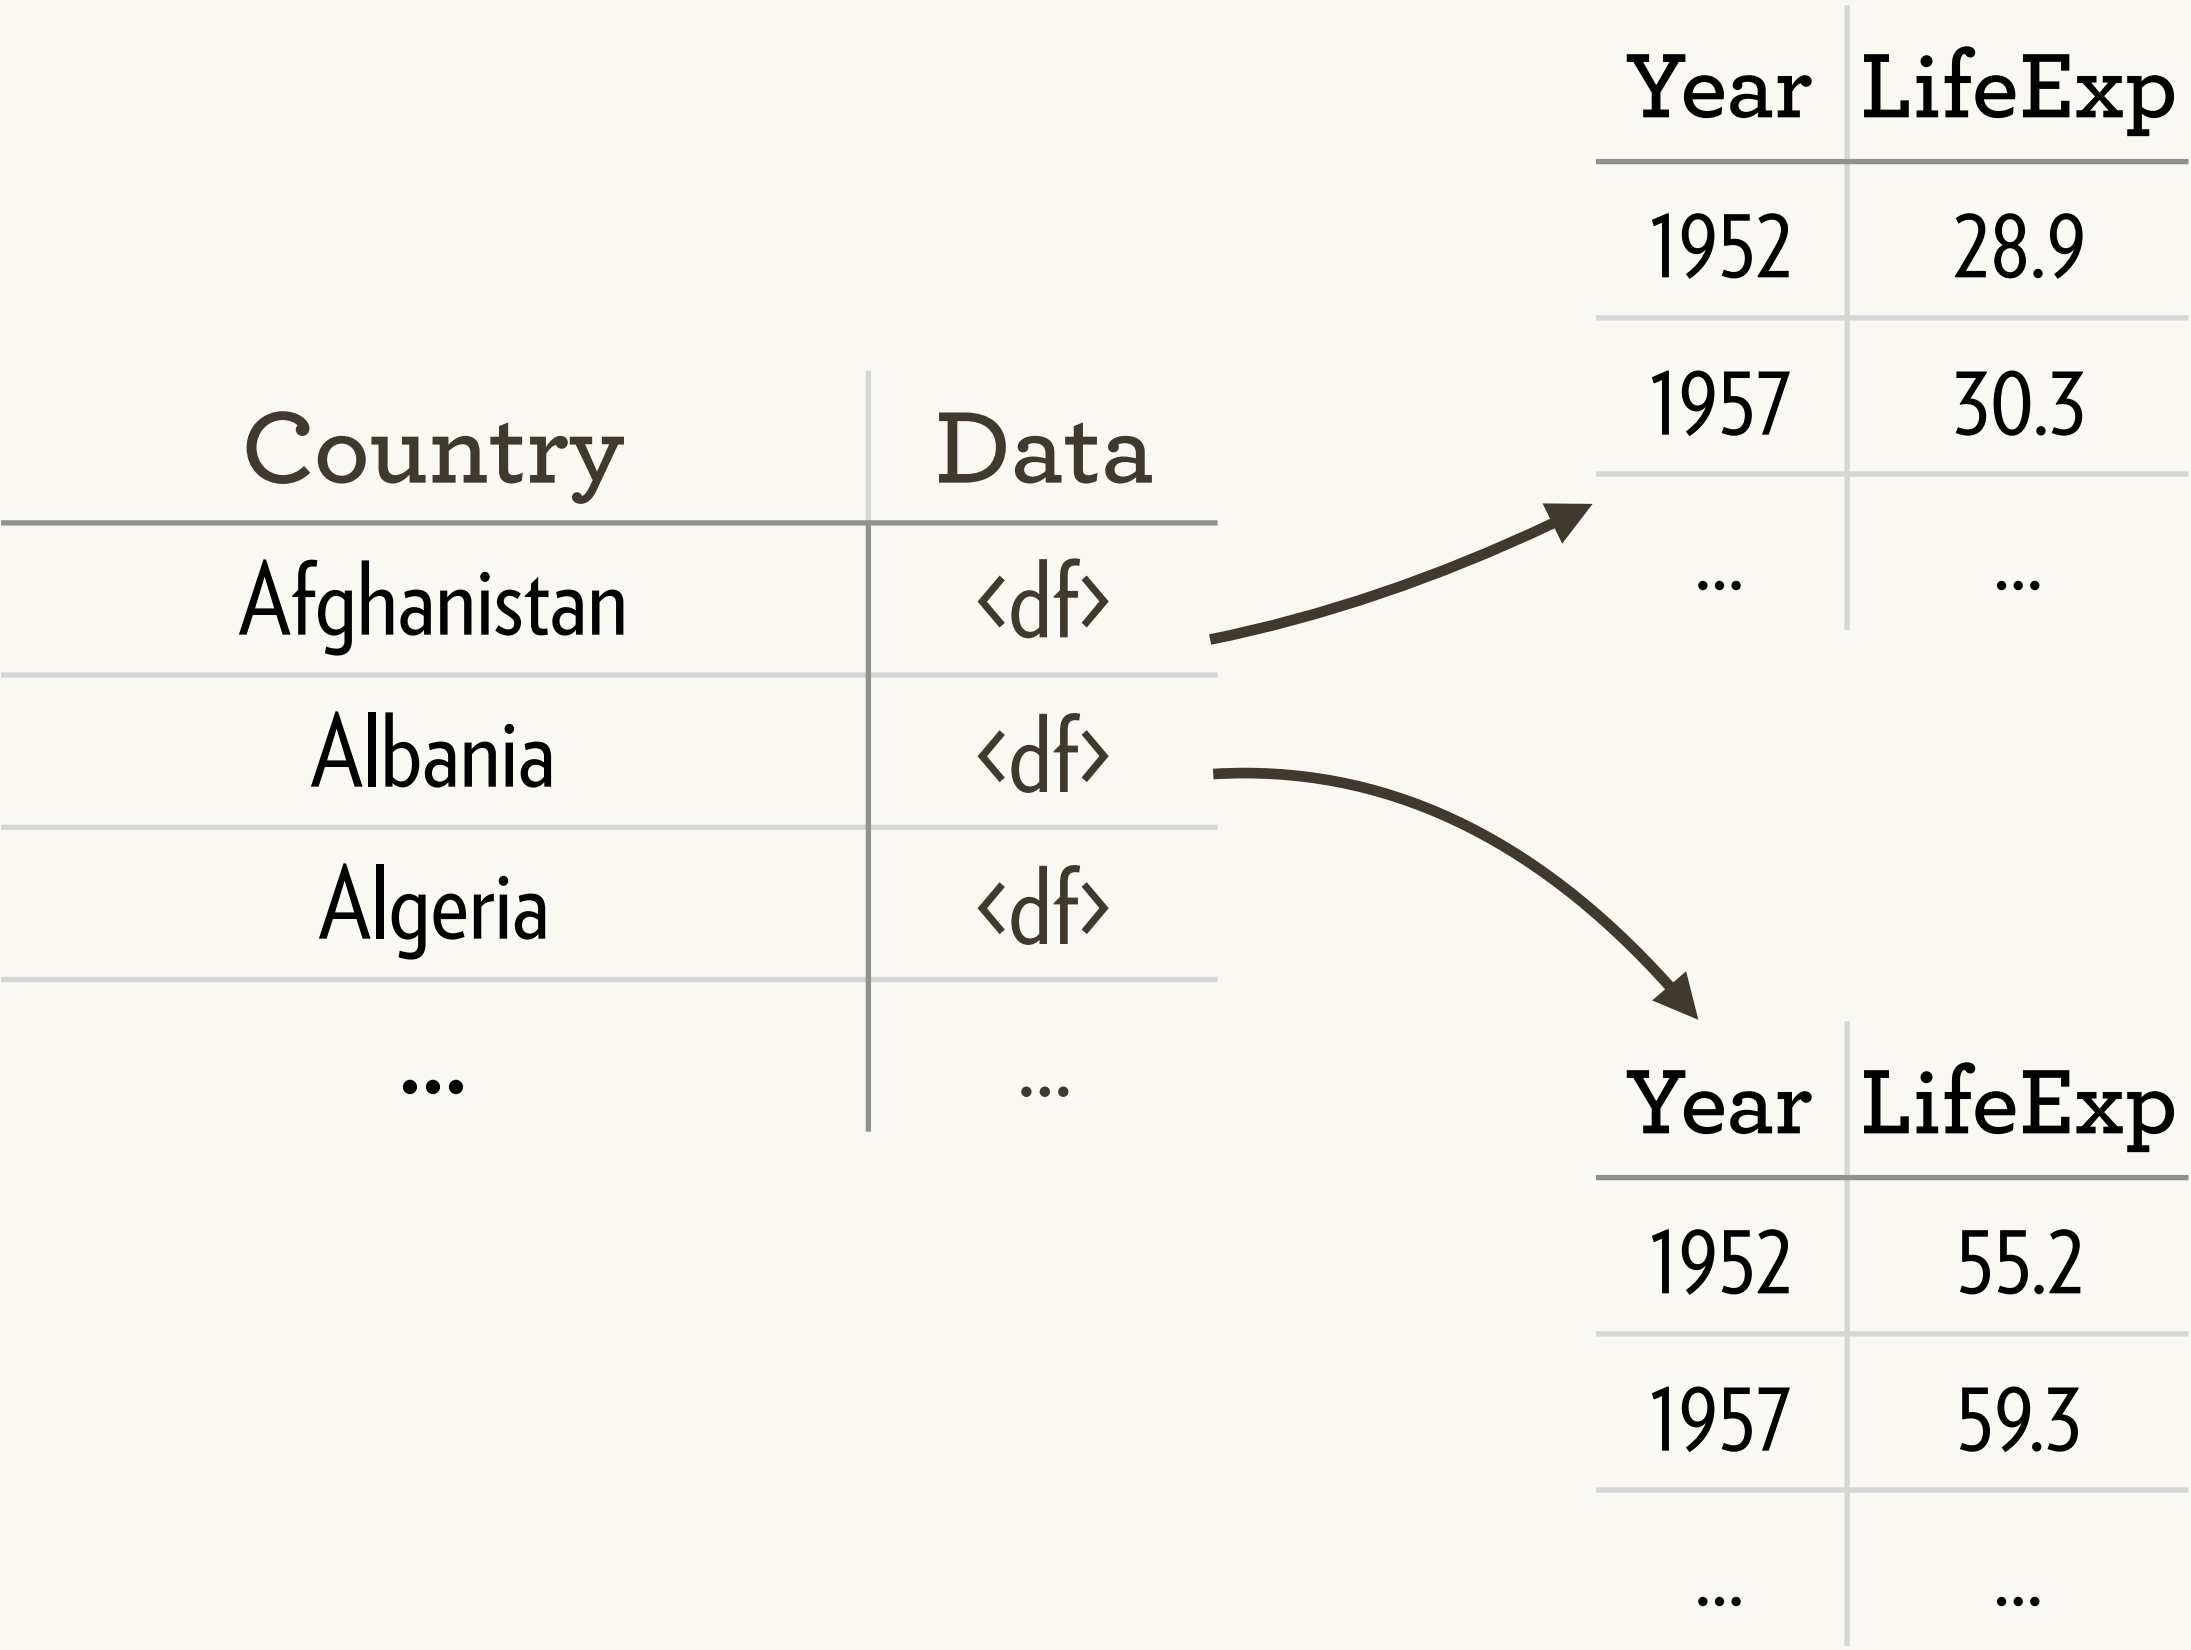 Country Data
Afghanistan <df>
Albania <df>
Algeria <df>
... ...
Year LifeExp
1952 28.9
1957 30.3
... ...
Year LifeExp
1952 55.2
1957 59.3
... ...